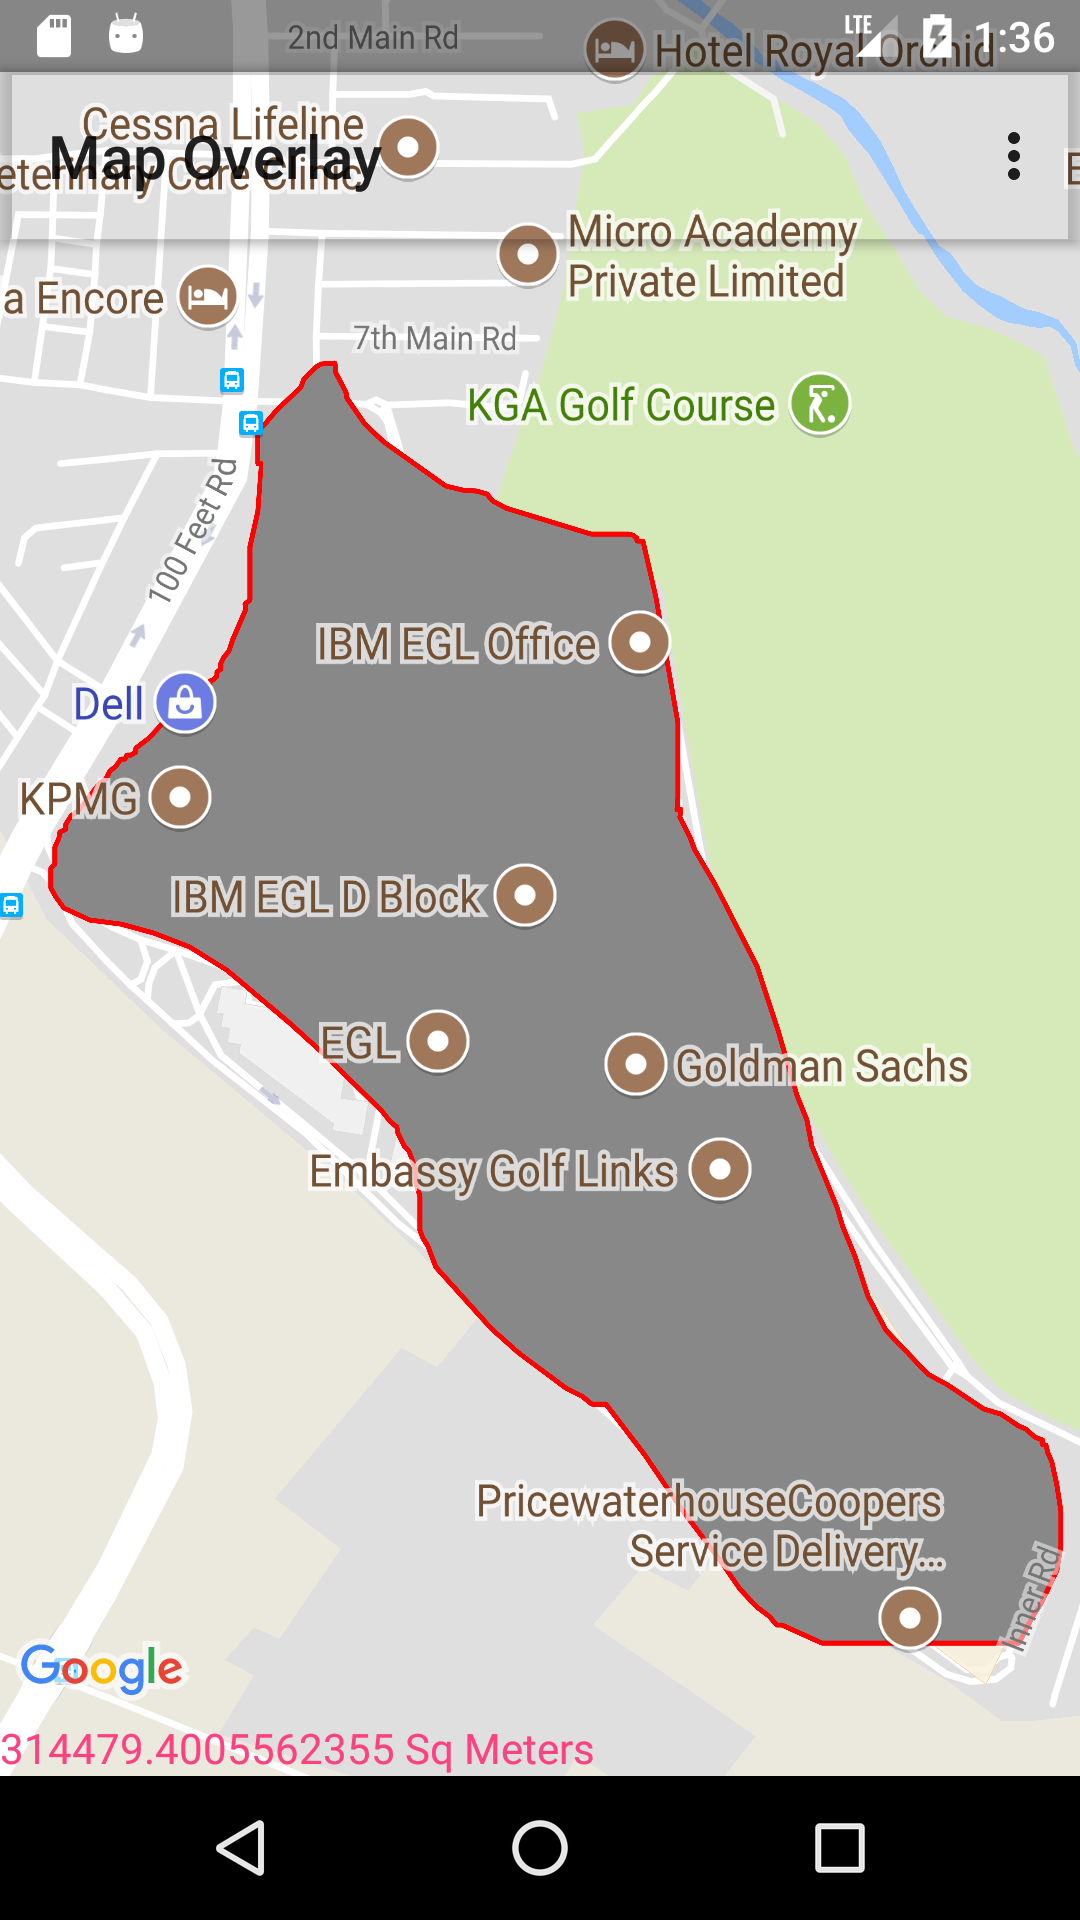 2nd Main Rd
LTE
1:36
Hotel Royal Orchid
Cessna Lifeline
eterinary Care Clinic
Map Overlay
E
Micro Academy
Private Limited
a Encore
7th Main Rd
KGA Golf Course
100 Feet Rd
IBM EGL Office
Dell
KPMG
IBM EGL D Block
EGL
Goldman Sachs
Embassy Golf Links
PricewaterhouseCoopers
Service Delivery...
Inner Rd
Google
314479.4005562355 Sq Meters